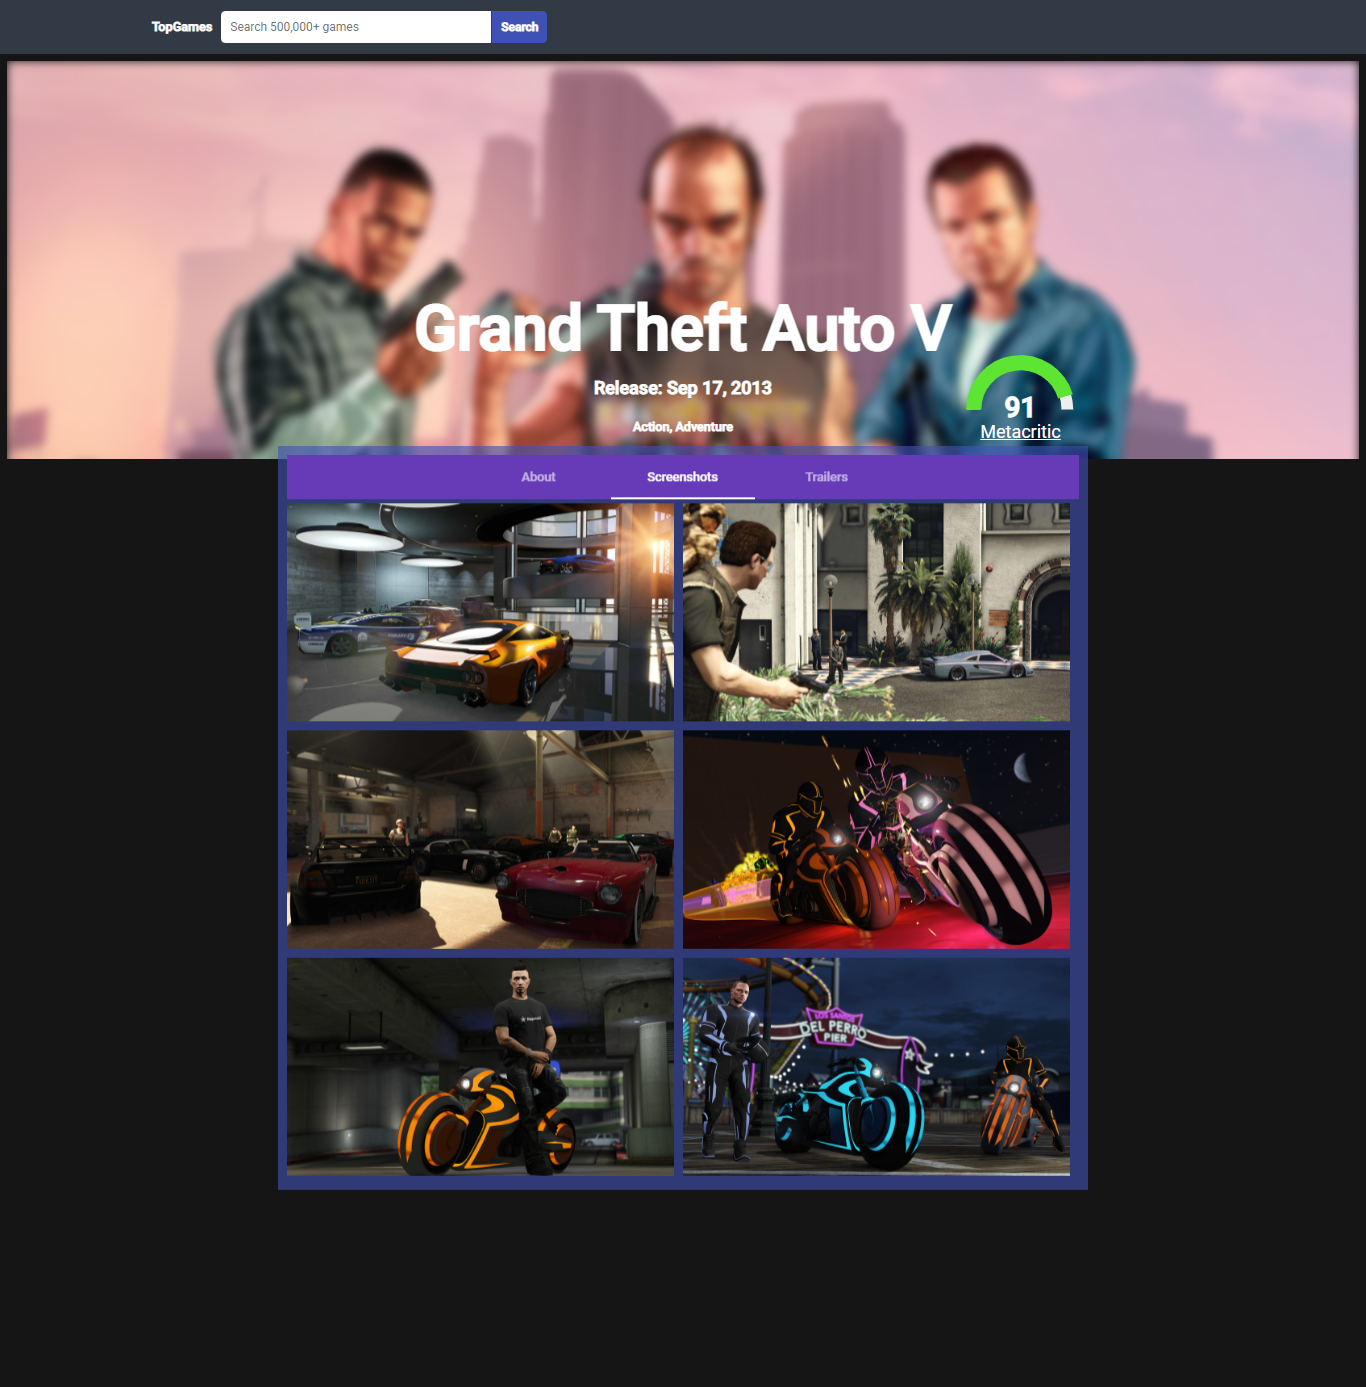 TopGames
Search 500,000+ games
Search
Grand Theft Auto V
Release: Sep 17, 2013
Action, Adventure
91
Metacritic
About
Screenshots
Trailers
LOS SANTOS
DEL PERRO
PIER